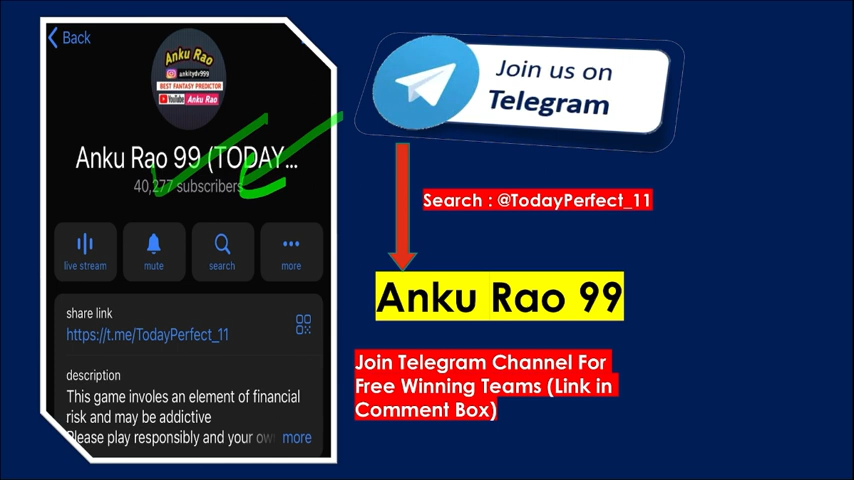 Back
Anku Rao
ankitydv999
BEST FANTASY PREDICTOR
YouTube Anku Rao
Anku Rao 99 (TODAY...
40,277 subscribers
live stream
mute
search
more
share link
https://t.me/TodayPerfect_11
description
This game involes an element of financial
risk and may be addictive
Please play responsibly and your own more
Join us on
Telegram
Search : @TodayPerfect_11
Anku Rao 99
Join Telegram Channel For
Free Winning Teams (Link in
Comment Box)